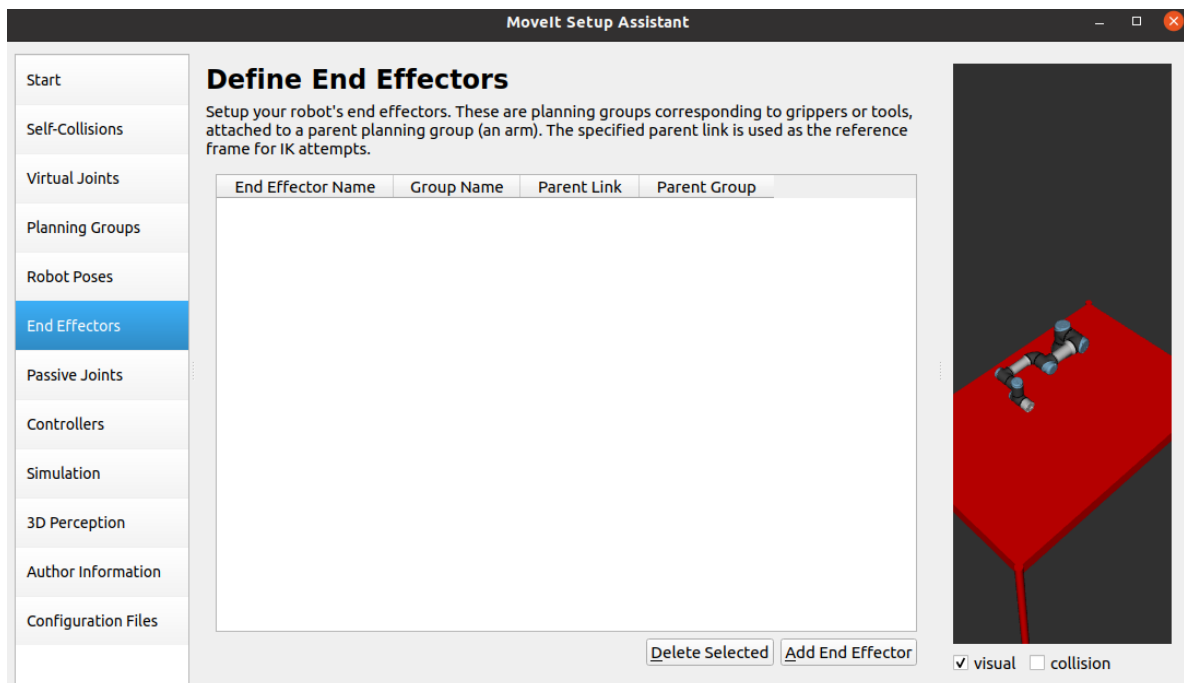 MoveIt Setup Assistant
Start
Self-Collisions
Virtual Joints
Planning Groups
Robot Poses
End Effectors
Passive Joints
Controllers
Simulation
3D Perception
Author Information
Configuration Files
Define End Effectors
Setup your robot's end effectors. These are planning groups corresponding to grippers or tools,
attached to a parent planning group (an arm). The specified parent link is used as the reference
frame for IK attempts.
End Effector Name Group Name Parent Link Parent Group
Delete Selected Add End Effector
visual collision